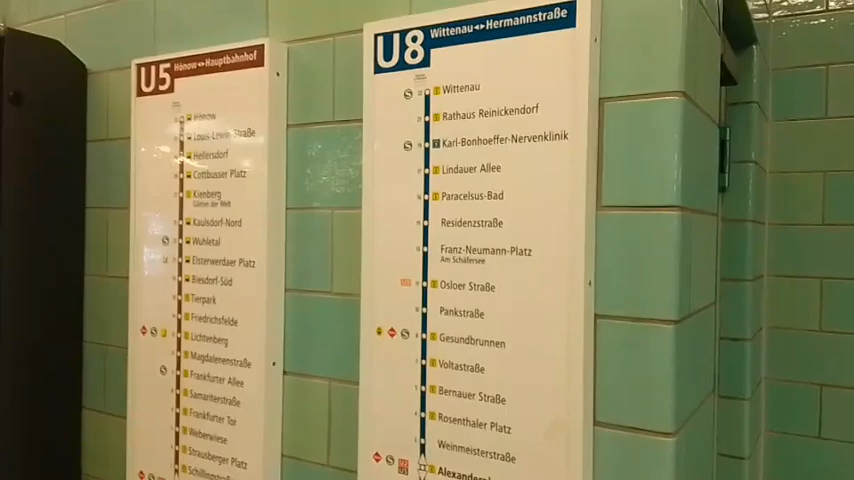 U5 Hönow ◄► Hauptbahnhof
Hönow
Louis-Lewin-Straße
Hellersdorf
Cottbusser Platz
Kienberg
Gärten der Welt
Kaulsdorf-Nord
Wuhletal
Elsterwerdaer Platz
Biesdorf-Süd
Tierpark
Friedrichsfelde
Lichtenberg
Magdalenenstraße
Frankfurter Allee
Samariterstraße
Frankfurter Tor
Weberwiese
Strausberger Platz
Schillingstraße
U8 Wittenau ◄► Hermannstraße
Wittenau
Rathaus Reinickendorf
Karl-Bonhoeffer-Nervenklinik
Lindauer Allee
Paracelsus-Bad
Residenzstraße
Franz-Neumann-Platz
Am Schäfersee
Osloer Straße
Pankstraße
Gesundbrunnen
Voltastraße
Bernauer Straße
Rosenthaler Platz
Weinmeisterstraße
Alexanderplatz